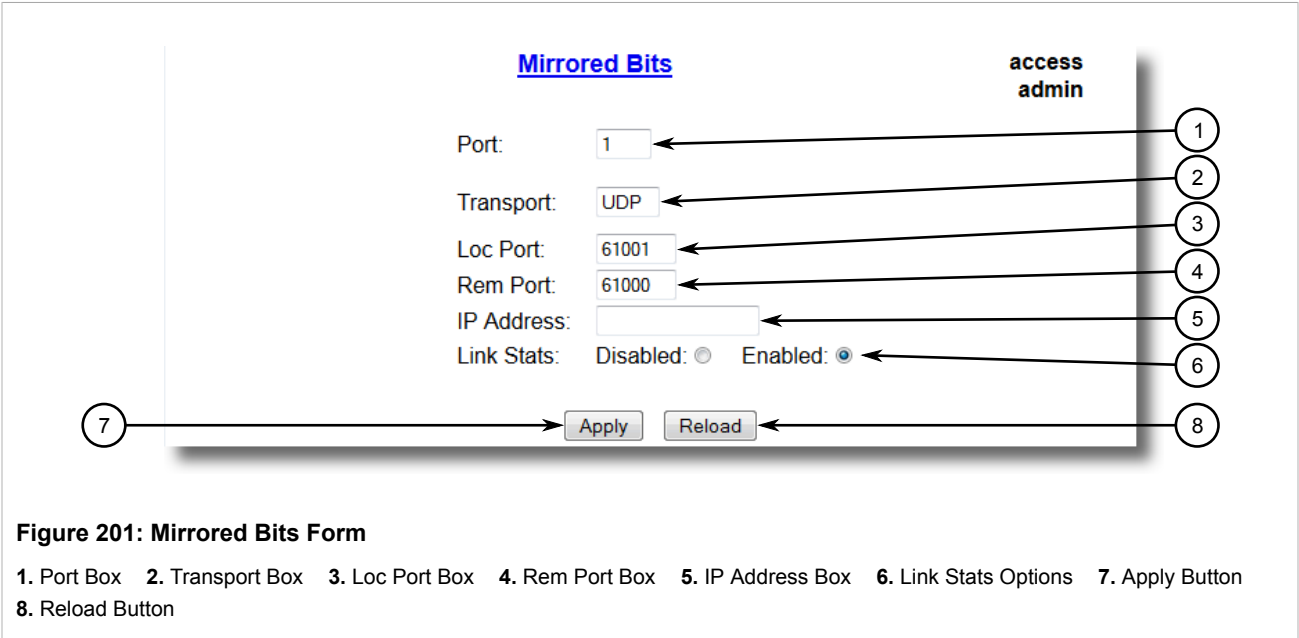 Mirrored Bits
access
admin
Port: 1
1
Transport: UDP
2
Loc Port: 61001
3
Rem Port: 61000
4
IP Address:
5
Link Stats: Disabled: Enabled:
6
7
Apply Reload
8
Figure 201: Mirrored Bits Form
1. Port Box 2. Transport Box 3. Loc Port Box 4. Rem Port Box 5. IP Address Box 6. Link Stats Options 7. Apply Button
8. Reload Button